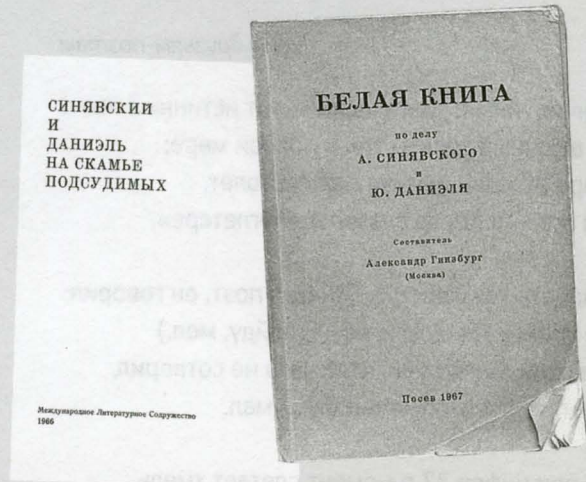 СИНЯВСКИЙ
И
ДАНИЭЛЬ
НА СКАМЬЕ
ПОДСУДИМЫХ
Международное Литературное Содружество
1966
БЕЛАЯ КНИГА
по делу
А. СИНЯВСКОГО
и
Ю. ДАНИЭЛЯ
Составитель
Александр Гинзбург
(Москва)
Посев 1967